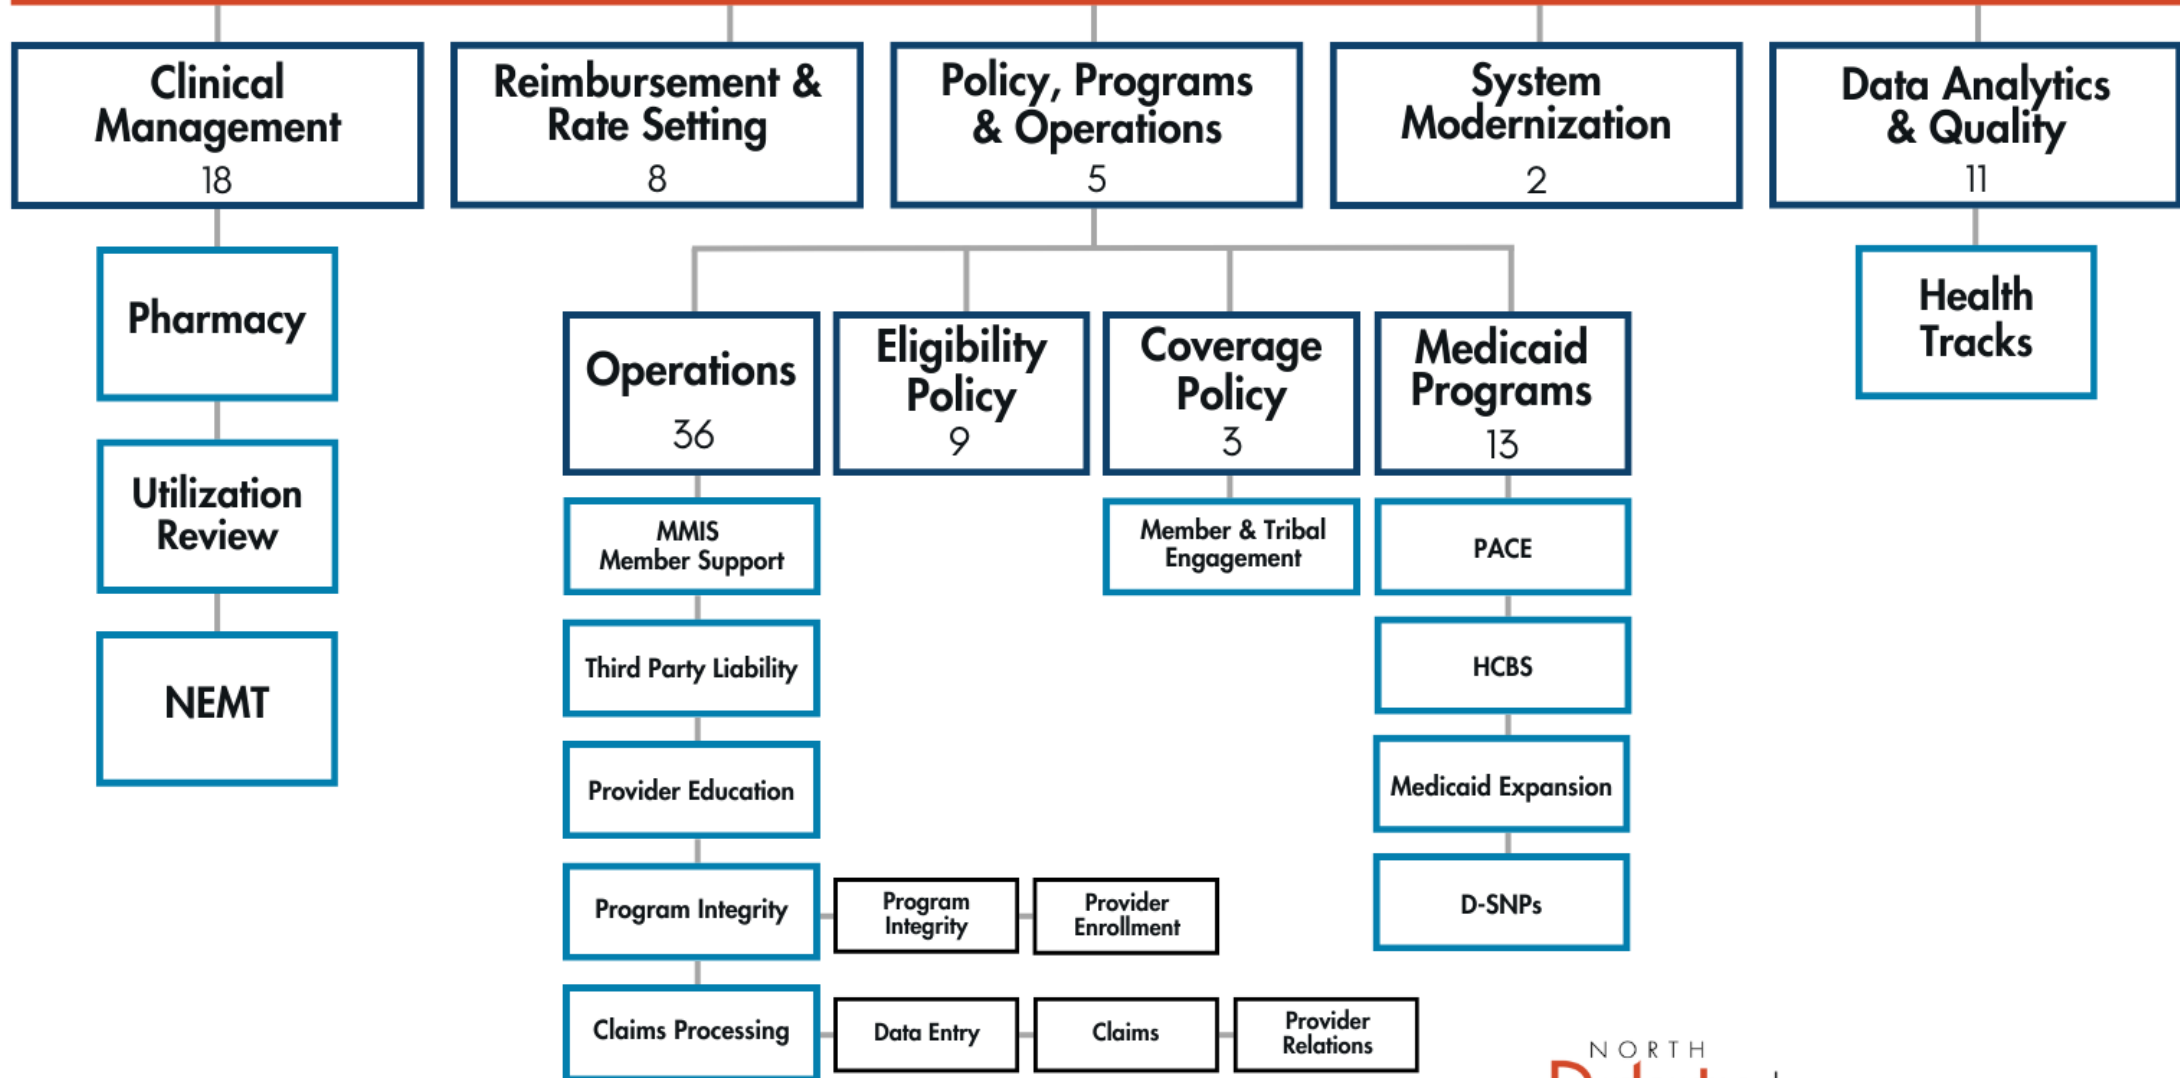 Clinical
Management
18
Reimbursement &
Rate Setting
8
Policy, Programs
& Operations
5
System
Modernization
2
Data Analytics
& Quality
11
Pharmacy
Utilization
Review
NEMT
Operations
36
Eligibility
Policy
9
Coverage
Policy
3
Medicaid
Programs
13
Health
Tracks
MMIS
Member Support
Third Party Liability
Provider Education
Program Integrity
Program
Integrity
Provider
Enrollment
Claims Processing
Data Entry
Claims
Provider
Relations
Member & Tribal
Engagement
PACE
HCBS
Medicaid Expansion
D-SNPs
NORTH